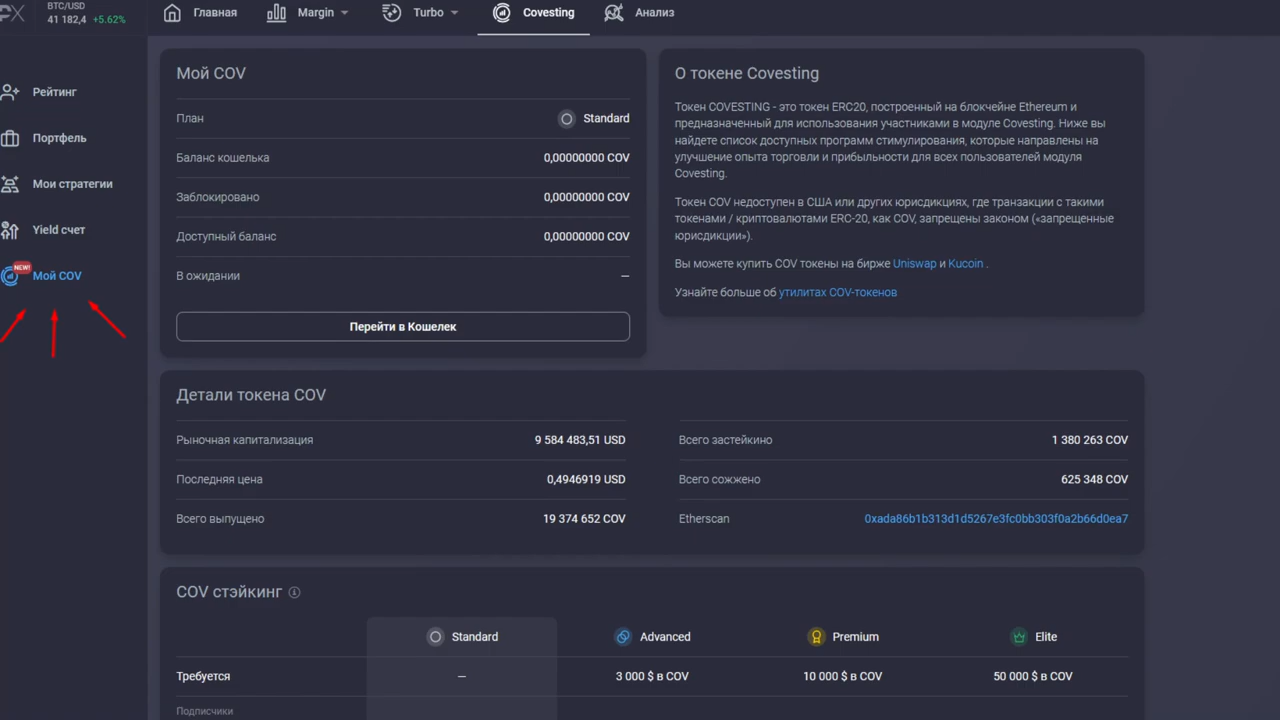 PX
BTC/USD
41 182,4 +5.62%
Главная
Margin
Turbo
Covesting
Анализ
Рейтинг
Портфель
Мои стратегии
Yield счет
NEW!
Мой COV
Мой COV
План
Standard
Баланс кошелька
0,00000000 COV
Заблокировано
0,00000000 COV
Доступный баланс
0,00000000 COV
В ожидании
–
Перейти в Кошелек
О токене Covesting
Токен COVESTING - это токен ERC20, построенный на блокчейне Ethereum и
предназначенный для использования участниками в модуле Covesting. Ниже вы
найдете список доступных программ стимулирования, которые направлены на
улучшение опыта торговли и прибыльности для всех пользователей модуля
Covesting.
Токен COV недоступен в США или других юрисдикциях, где транзакции с такими
токенами / криптовалютами ERC-20, как COV, запрещены законом («запрещенные
юрисдикции»).
Вы можете купить COV токены на бирже Uniswap и Kucoin .
Узнайте больше об утилитах COV-токенов
Детали токена COV
Рыночная капитализация
9 584 483,51 USD
Последняя цена
0,4946919 USD
Всего выпущено
19 374 652 COV
Всего застейкино
1 380 263 COV
Всего сожжено
625 348 COV
Etherscan
0xada86b1b313d1d5267e3fc0bb303f0a2b66d0ea7
COV стэйкинг
Standard
Advanced
Premium
Elite
Требуется
–
3 000 $ в COV
10 000 $ в COV
50 000 $ в COV
Подписчики